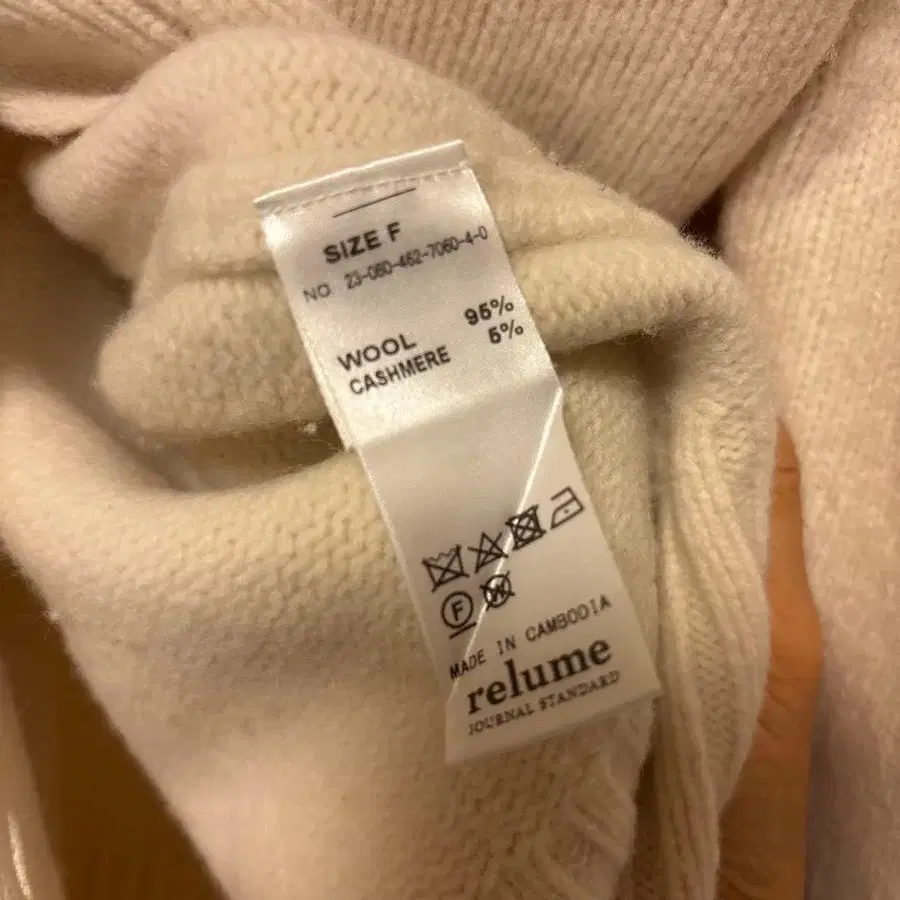 SIZE F
NO 23-080-462-7060-4-0
WOOL 95%
CASHMERE 5%
F W
MADE IN CAMBODIA
relume
JOURNAL STANDARD